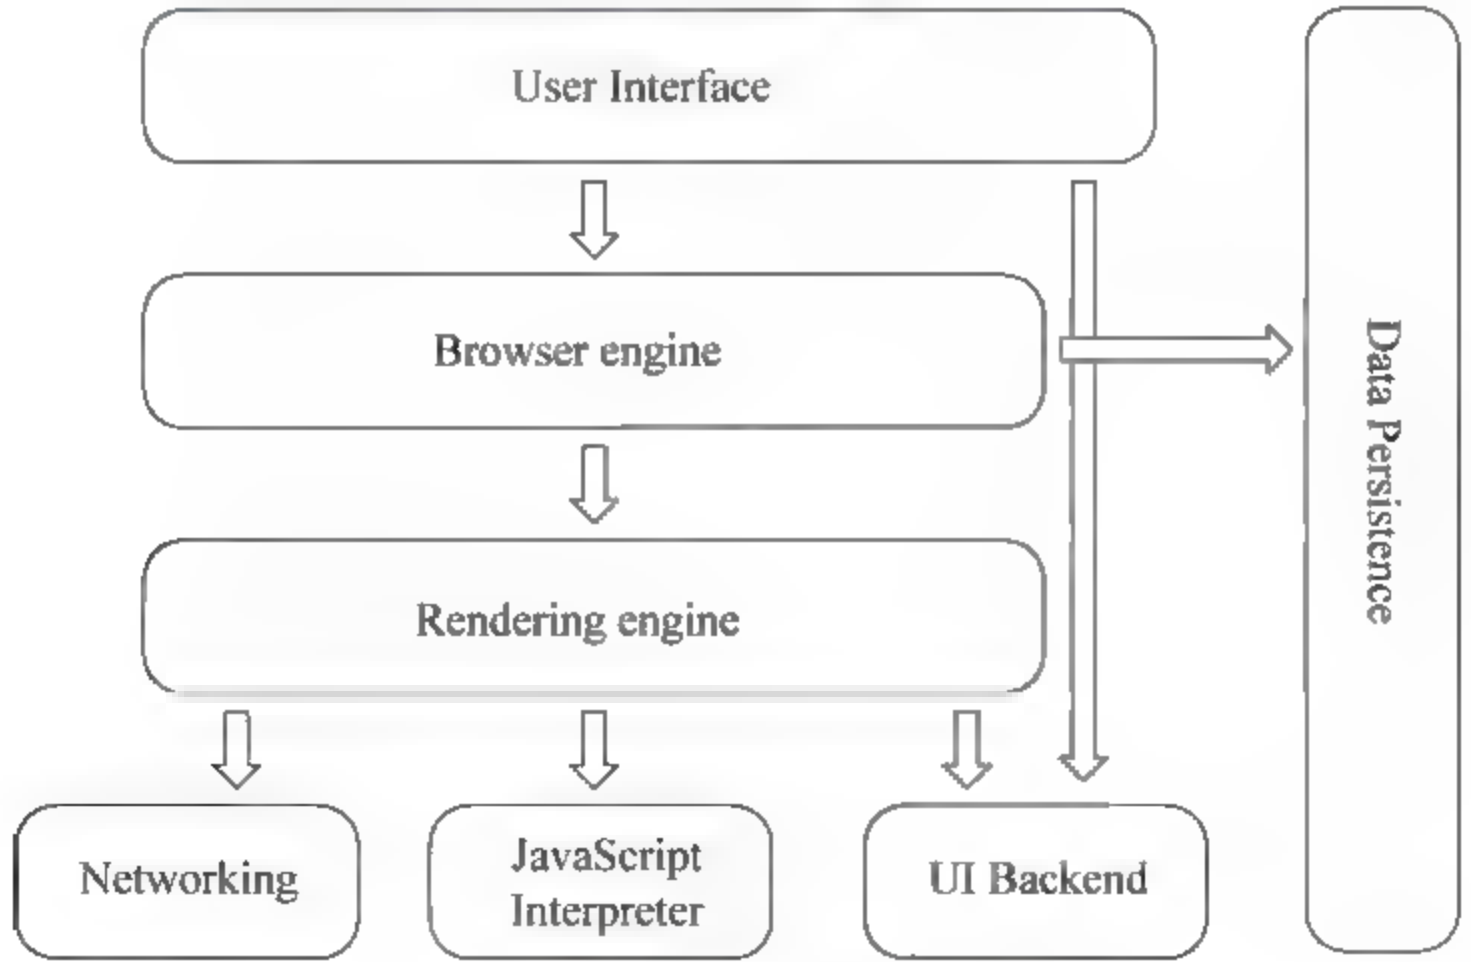 User Interface
Browser engine
Data Persistence
Rendering engine
Networking
JavaScript
Interpreter
UI Backend